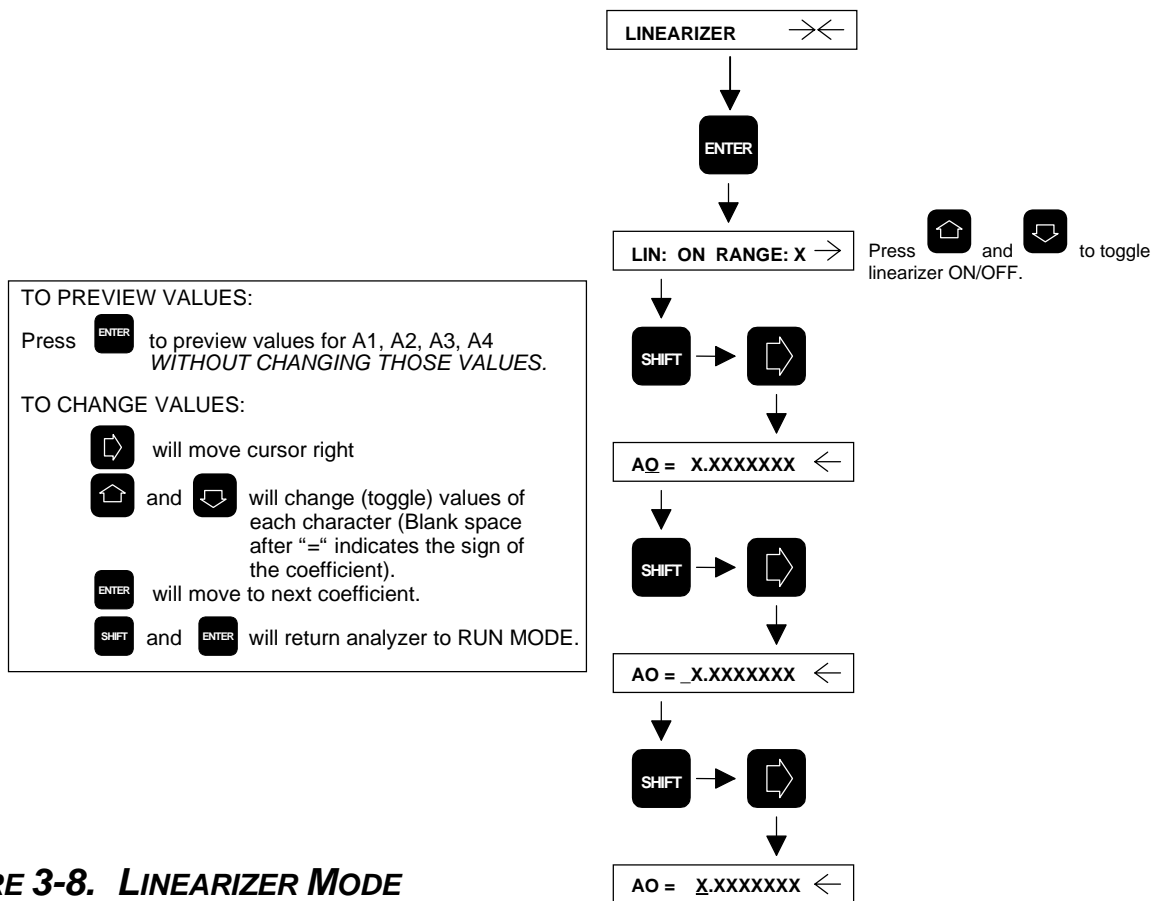 LINEARIZER
ENTER
LIN: ON RANGE: X
Press and to toggle
linearizer ON/OFF.
SHIFT
AO = X.XXXXXXX
SHIFT
AO = _X.XXXXXXX
SHIFT
AO = X.XXXXXXX
TO PREVIEW VALUES:
Press ENTER to preview values for A1, A2, A3, A4
WITHOUT CHANGING THOSE VALUES.
TO CHANGE VALUES:
will move cursor right
and will change (toggle) values of
each character (Blank space
after “=“ indicates the sign of
the coefficient).
ENTER will move to next coefficient.
SHIFT and ENTER will return analyzer to RUN MODE.
RE 3-8. LINEARIZER MODE